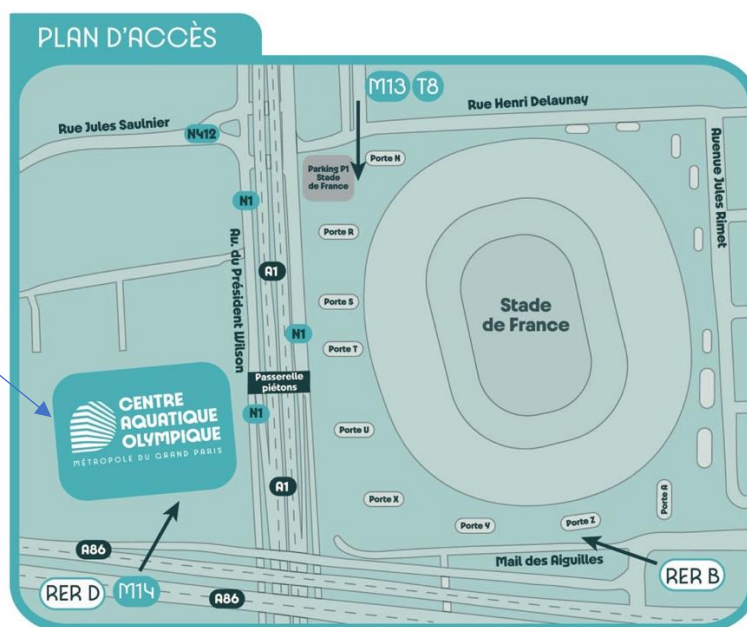 PLAN D'ACCÈS
M13 T8
Rue Henri Delaunay
Rue Jules Saulnier
N412
Porte N
Parking P1
Stade
de France
Avenue Jules Rimet
N1
Porte R
Av. du Président Wilson
A1
Porte S
Stade
de France
N1
Porte T
Passerelle
piétons
CENTRE
AQUATIQUE
OLYMPIQUE
MÉTROPOLE DU GRAND PARIS
N1
Porte U
A1
Porte X
Porte A
Porte Y
Porte Z
A86
Mail des Aiguilles
RER D M14
A86
RER B